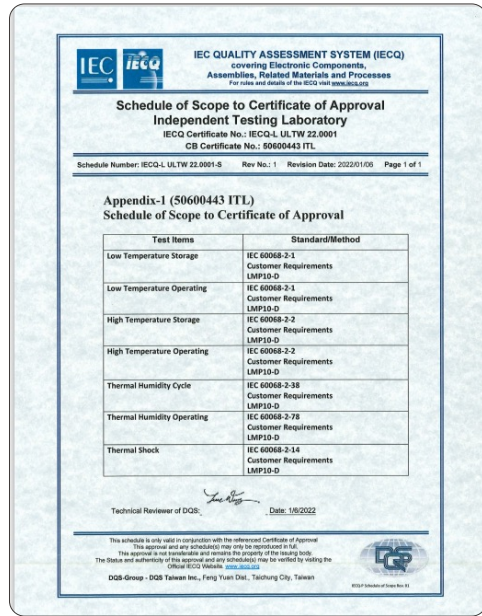 IEC
IECQ
IEC QUALITY ASSESSMENT SYSTEM (IECQ)
covering Electronic Components,
Assemblies, Related Materials and Processes
For rules and details of the IECQ visit www.iecq.org
Schedule of Scope to Certificate of Approval
Independent Testing Laboratory
IECQ Certificate No.: IECQ-L ULTW 22.0001
CB Certificate No.: 50600443 ITL
Schedule Number: IECQ-L ULTW 22.0001-S Rev No.: 1 Revision Date: 2022/01/06 Page 1 of 1
Appendix-1 (50600443 ITL)
Schedule of Scope to Certificate of Approval
Test Items Standard/Method
Low Temperature Storage IEC 60068-2-1
Customer Requirements
LMP10-D
Low Temperature Operating IEC 60068-2-1
Customer Requirements
LMP10-D
High Temperature Storage IEC 60068-2-2
Customer Requirements
LMP10-D
High Temperature Operating IEC 60068-2-2
Customer Requirements
LMP10-D
Thermal Humidity Cycle IEC 60068-2-38
Customer Requirements
LMP10-D
Thermal Humidity Operating IEC 60068-2-78
Customer Requirements
LMP10-D
Thermal Shock IEC 60068-2-14
Customer Requirements
LMP10-D
Technical Reviewer of DQS: Date: 1/6/2022
This schedule is only valid in conjunction with the referenced Certificate of Approval
This approval and any schedule(s) may only be reproduced in full.
This approval is not transferable and remains the property of the issuing body.
The Status and authenticity of this approval and any schedule(s) may be verified by visiting the
Official IECQ Website. www.iecq.org
DQS-Group - DQS Taiwan Inc., Feng Yuan Dist., Taichung City, Taiwan
DQS
IECQ-P Schedule of Scope Rev. 01